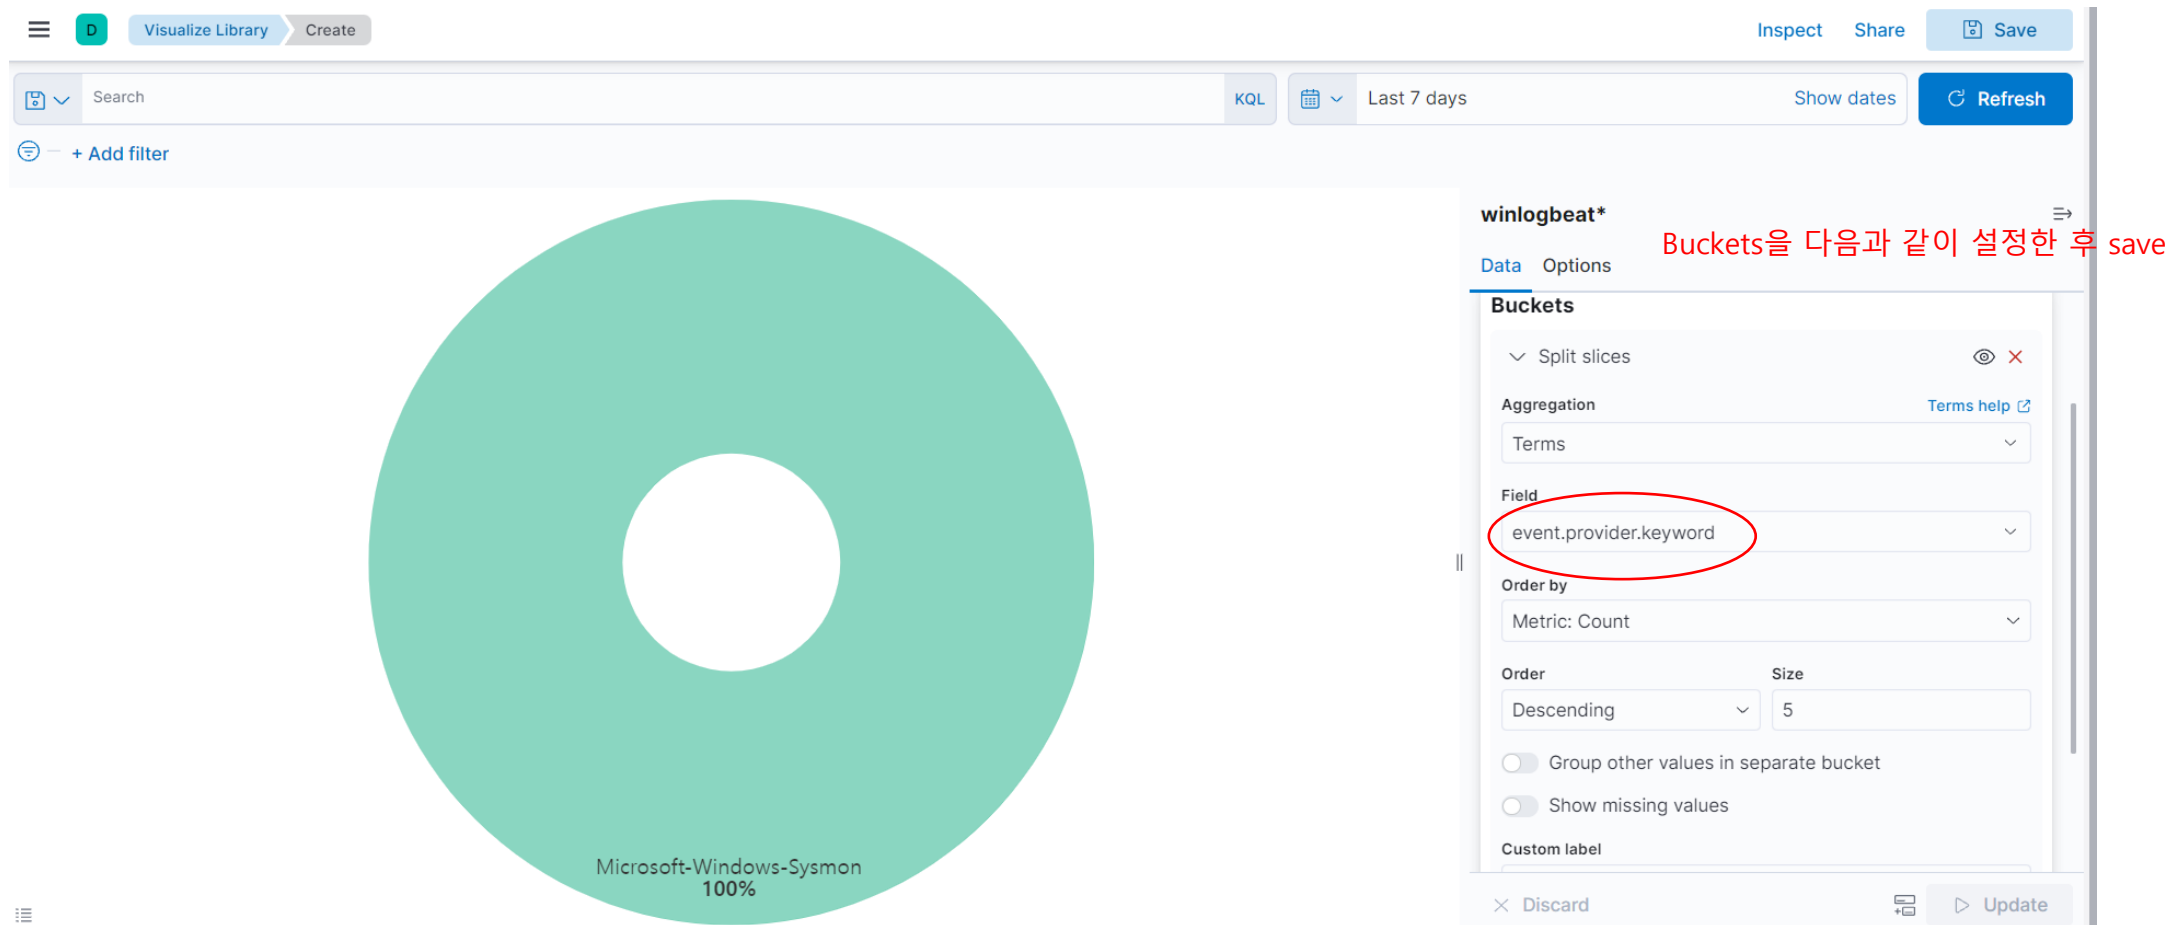 D Visualize Library Create Inspect Share Save
Search KQL Last 7 days Show dates Refresh
+ Add filter
winlogbeat*
Buckets을 다음과 같이 설정한 후 save
Data Options
Buckets
Split slices
Aggregation Terms help
Terms
Field
event.provider.keyword
Order by
Metric: Count
Order Size
Descending 5
Group other values in separate bucket
Show missing values
Custom label
Microsoft-Windows-Sysmon
100%
Discard Update